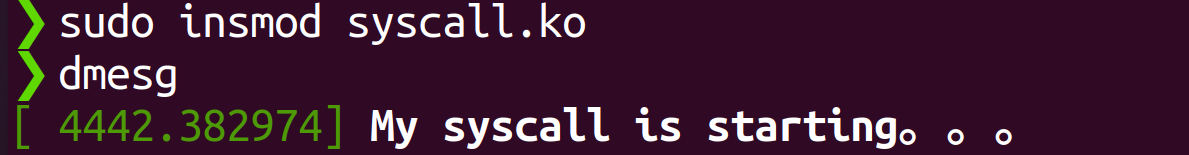 ❯ sudo insmod syscall.ko
❯ dmesg
[ 4442.382974] My syscall is starting。。。